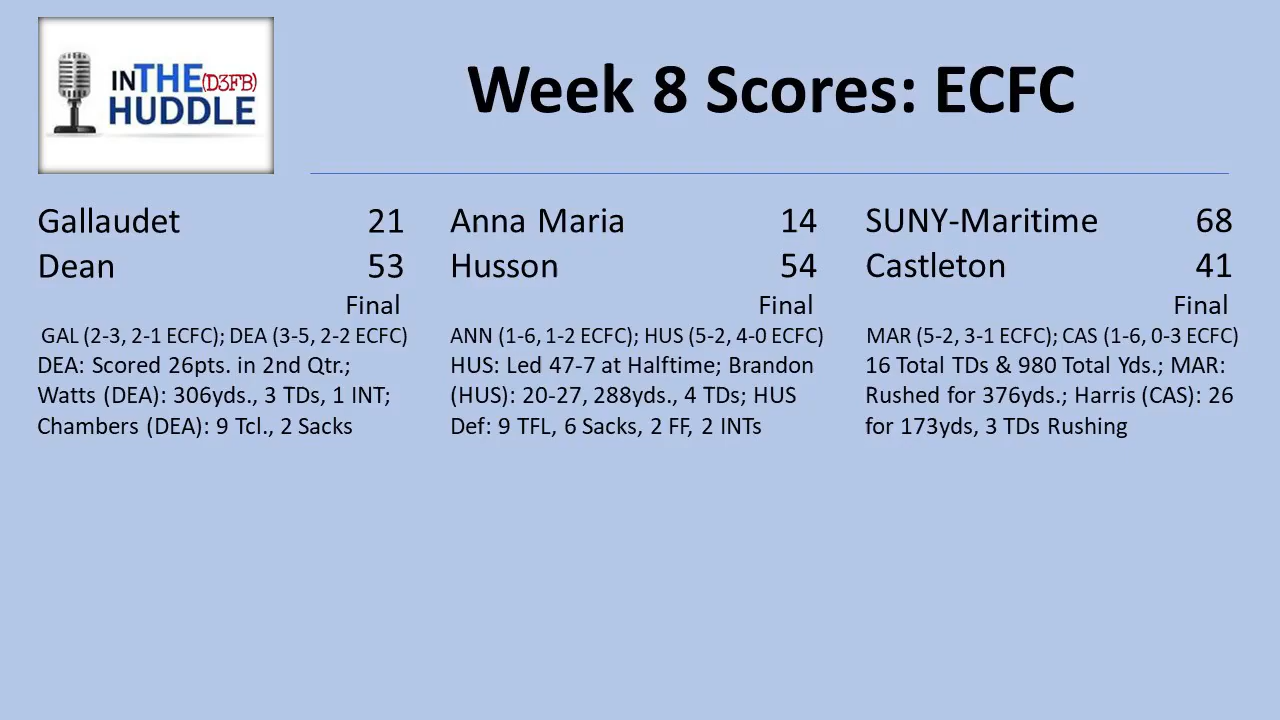 INTHE(D3FB)
HUDDLE
Week 8 Scores: ECFC
Gallaudet 21
Dean 53
Final
GAL (2-3, 2-1 ECFC); DEA (3-5, 2-2 ECFC)
DEA: Scored 26pts. in 2nd Qtr.;
Watts (DEA): 306yds., 3 TDs, 1 INT;
Chambers (DEA): 9 Tcl., 2 Sacks
Anna Maria 14
Husson 54
Final
ANN (1-6, 1-2 ECFC); HUS (5-2, 4-0 ECFC)
HUS: Led 47-7 at Halftime; Brandon
(HUS): 20-27, 288yds., 4 TDs; HUS
Def: 9 TFL, 6 Sacks, 2 FF, 2 INTs
SUNY-Maritime 68
Castleton 41
Final
MAR (5-2, 3-1 ECFC); CAS (1-6, 0-3 ECFC)
16 Total TDs & 980 Total Yds.; MAR:
Rushed for 376yds.; Harris (CAS): 26
for 173yds, 3 TDs Rushing